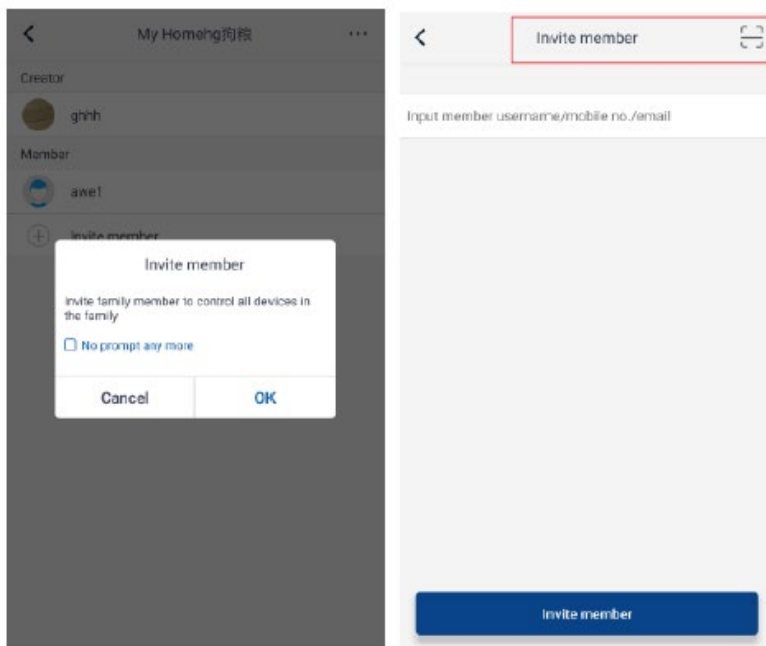 My Homehg狗粮
Creator
ghhh
Member
awe1
Invite member
Invite member
Invite family member to control all devices in
the family
No prompt any more
Cancel
OK
Invite member
Input member username/mobile no./email
Invite member